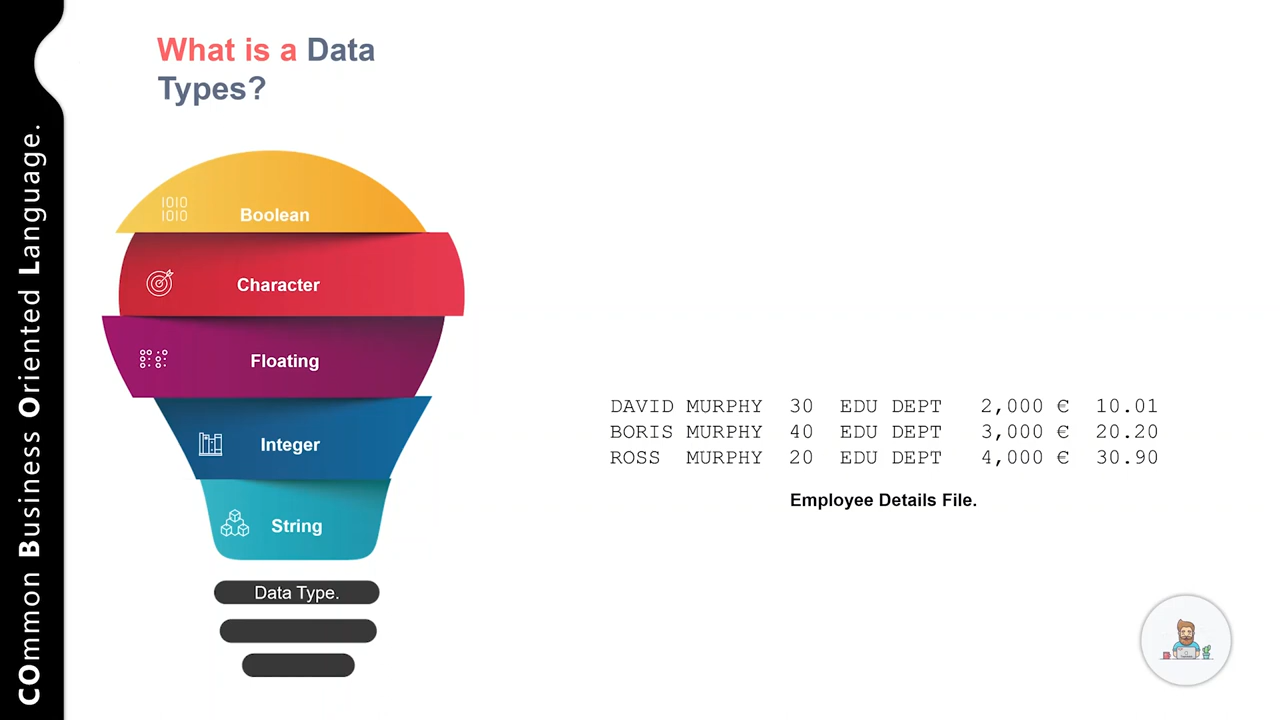 COmmon Business Oriented Language.
What is a Data
Types?
1010
1010
Boolean
Character
Floating
Integer
String
Data Type.
DAVID MURPHY 30 EDU DEPT 2,000 € 10.01
BORIS MURPHY 40 EDU DEPT 3,000 € 20.20
ROSS MURPHY 20 EDU DEPT 4,000 € 30.90
Employee Details File.